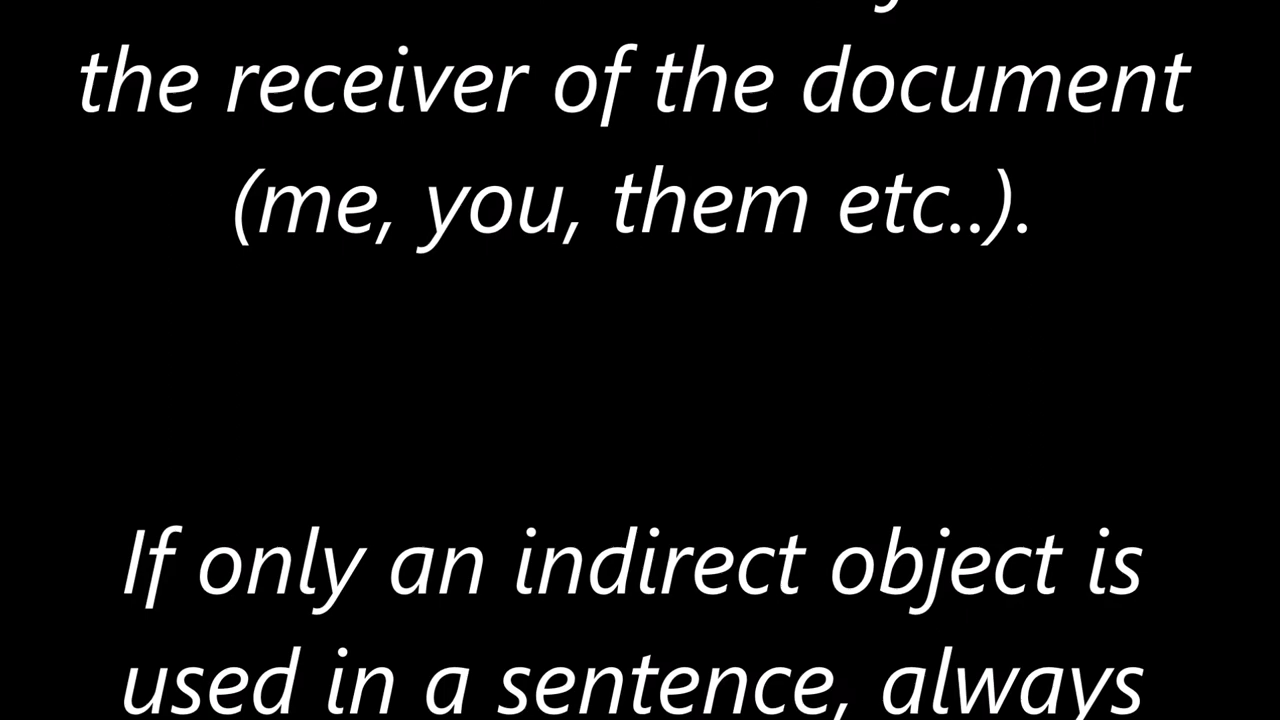 the receiver of the document
(me, you, them etc..).
If only an indirect object is
used in a sentence, always